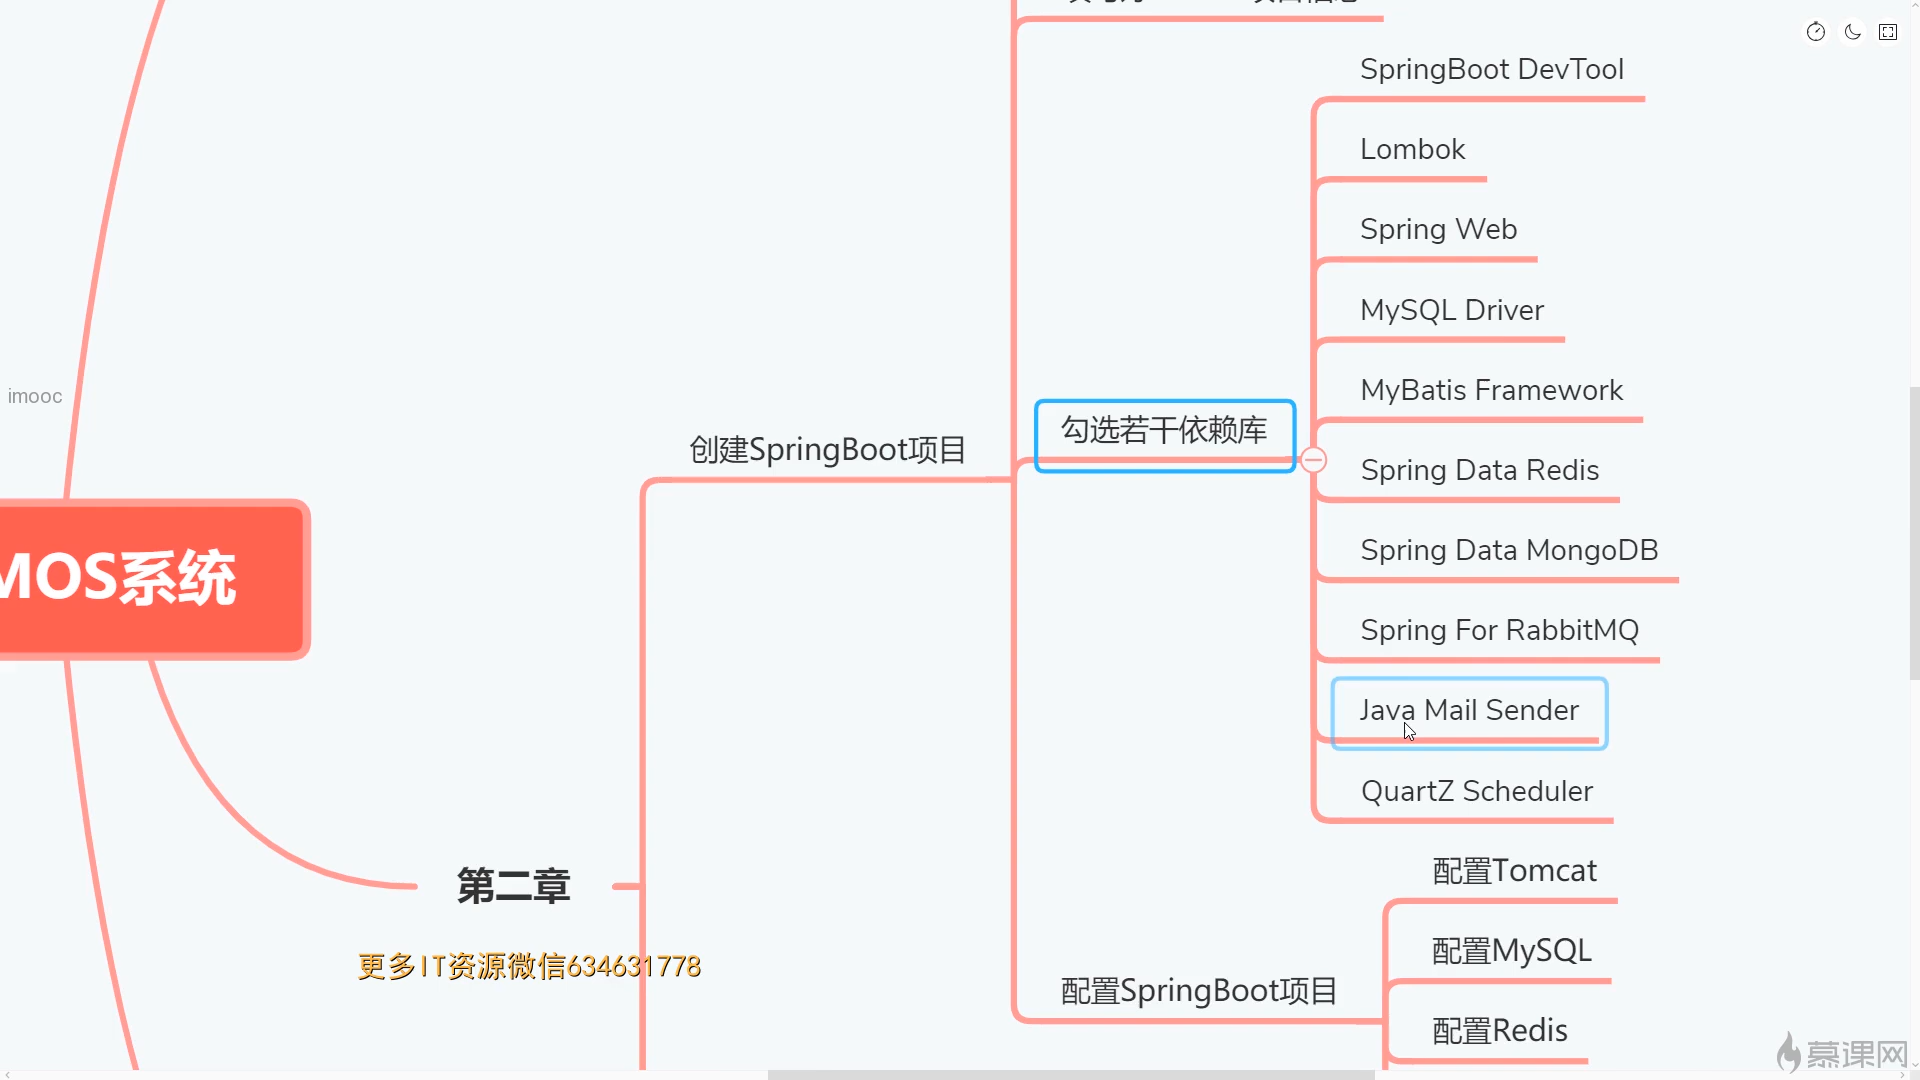 SpringBoot DevTool
Lombok
Spring Web
MySQL Driver
imooc
MyBatis Framework
勾选若干依赖库
创建SpringBoot项目
Spring Data Redis
Spring Data MongoDB
MOS系统
Spring For RabbitMQ
Java Mail Sender
QuartZ Scheduler
配置Tomcat
第二章
配置MySQL
更多IT资源微信634631778
配置SpringBoot项目
配置Redis
慕课网